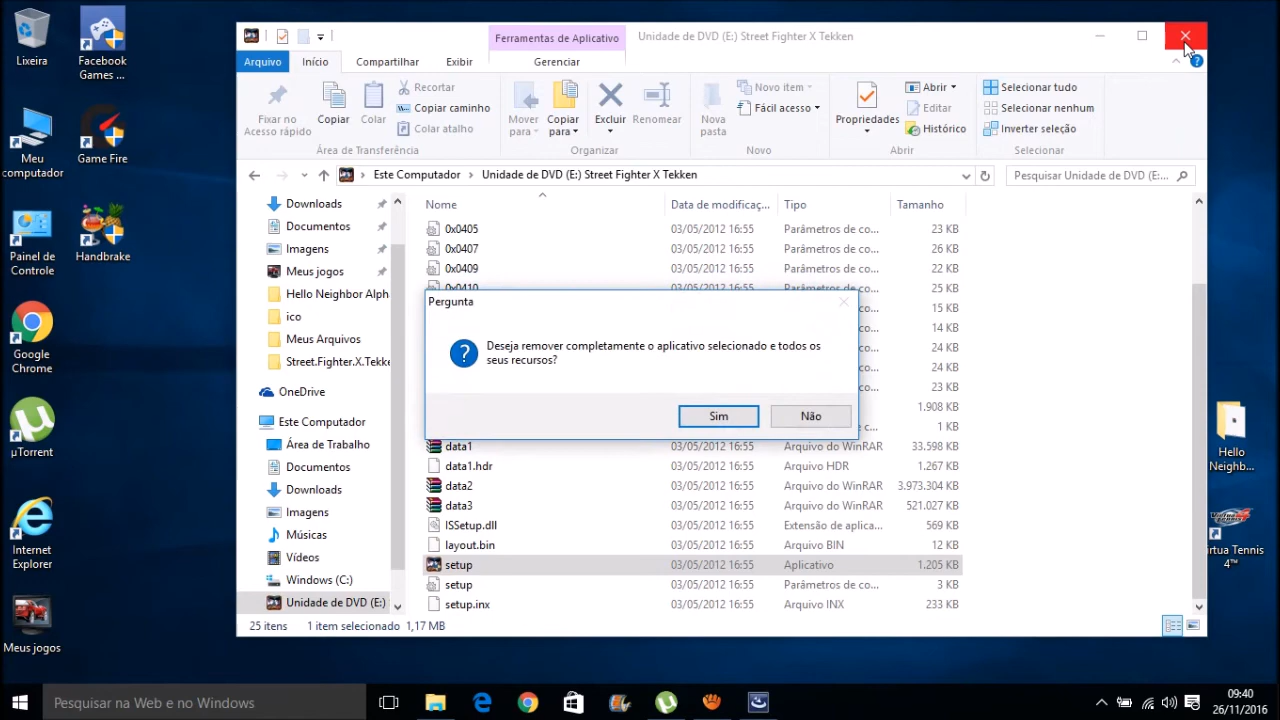 Lixeira
Facebook
Games ...
Meu
computador
Game Fire
Painel de
Controle
Handbrake
Google
Chrome
µTorrent
Internet
Explorer
Meus jogos
Ferramentas de Aplicativo
Unidade de DVD (E:) Street Fighter X Tekken
Arquivo
Início
Compartilhar
Exibir
Gerenciar
Fixar no
Acesso rápido
Copiar
Colar
Recortar
Copiar caminho
Colar atalho
Mover
para
Copiar
para
Excluir
Renomear
Nova
pasta
Novo item
Fácil acesso
Propriedades
Abrir
Editar
Histórico
Selecionar tudo
Selecionar nenhum
Inverter seleção
Área de Transferência
Organizar
Novo
Abrir
Selecionar
Este Computador > Unidade de DVD (E:) Street Fighter X Tekken
Pesquisar Unidade de DVD (E:...
Downloads
Documentos
Imagens
Meus jogos
Hello Neighbor Alph
ico
Meus Arquivos
Street.Fighter.X.Tekke
OneDrive
Este Computador
Área de Trabalho
Documentos
Downloads
Imagens
Músicas
Vídeos
Windows (C:)
Unidade de DVD (E:)
Nome Data de modificaç... Tipo Tamanho
0x0405 03/05/2012 16:55 Parâmetros de co... 23 KB
0x0407 03/05/2012 16:55 Parâmetros de co... 26 KB
0x0409 03/05/2012 16:55 Parâmetros de co... 22 KB
0x0410 03/05/2012 16:55 Parâmetros de co... 25 KB
15 KB
14 KB
24 KB
24 KB
23 KB
1.908 KB
1 KB
data1 03/05/2012 16:55 Arquivo do WinRAR 33.598 KB
data1.hdr 03/05/2012 16:55 Arquivo HDR 1.267 KB
data2 03/05/2012 16:55 Arquivo do WinRAR 3.973.304 KB
data3 03/05/2012 16:55 Arquivo do WinRAR 521.027 KB
ISSetup.dll 03/05/2012 16:55 Extensão de aplica... 569 KB
layout.bin 03/05/2012 16:55 Arquivo BIN 12 KB
setup 03/05/2012 16:55 Aplicativo 1.205 KB
setup 03/05/2012 16:55 Parâmetros de co... 3 KB
setup.inx 03/05/2012 16:55 Arquivo INX 233 KB
Pergunta
Deseja remover completamente o aplicativo selecionado e todos os
seus recursos?
Sim
Não
25 itens 1 item selecionado 1,17 MB
Hello
Neighb...
Virtua Tennis
4™
Pesquisar na Web e no Windows
09:40
26/11/2016